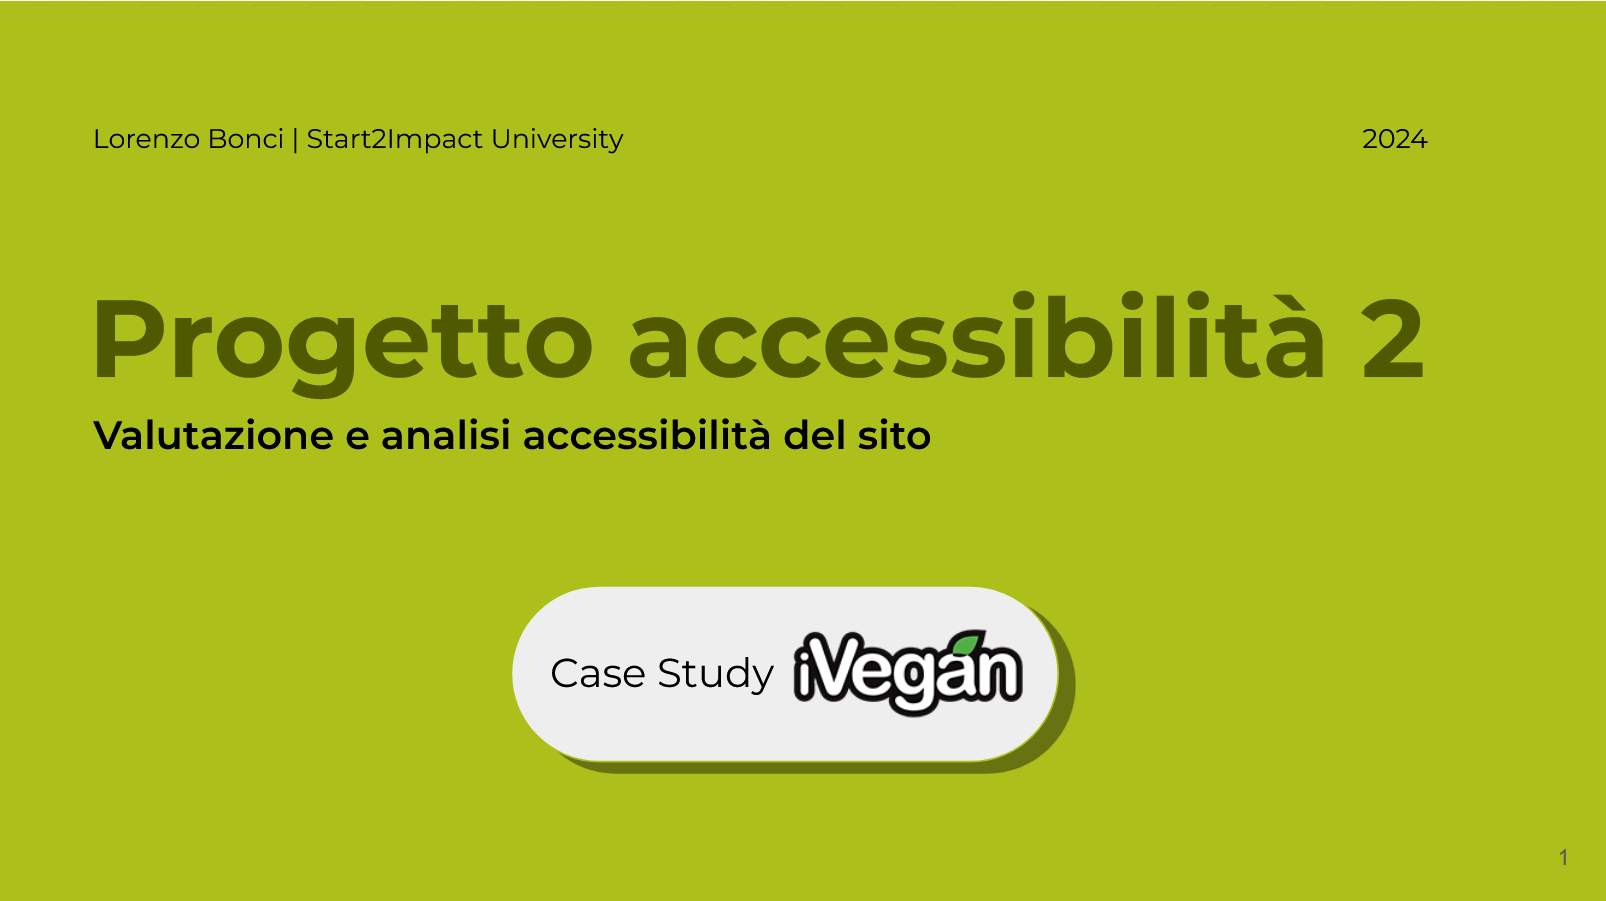 Lorenzo Bonci | Start2Impact University
2024
Progetto accessibilità 2
Valutazione e analisi accessibilità del sito
Case Study iVegan
1